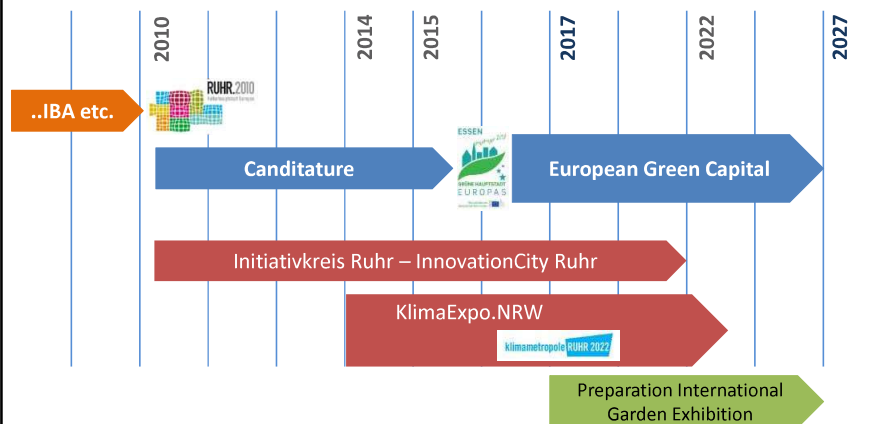 2010
2014
2015
2017
2022
2027
..IBA etc.
RUHR.2010
Canditature
ESSEN
GRÜNE HAUPTSTADT
EUROPAS
European Green Capital
Initiativkreis Ruhr – InnovationCity Ruhr
KlimaExpo.NRW
klimametropole RUHR 2022
Preparation International
Garden Exhibition